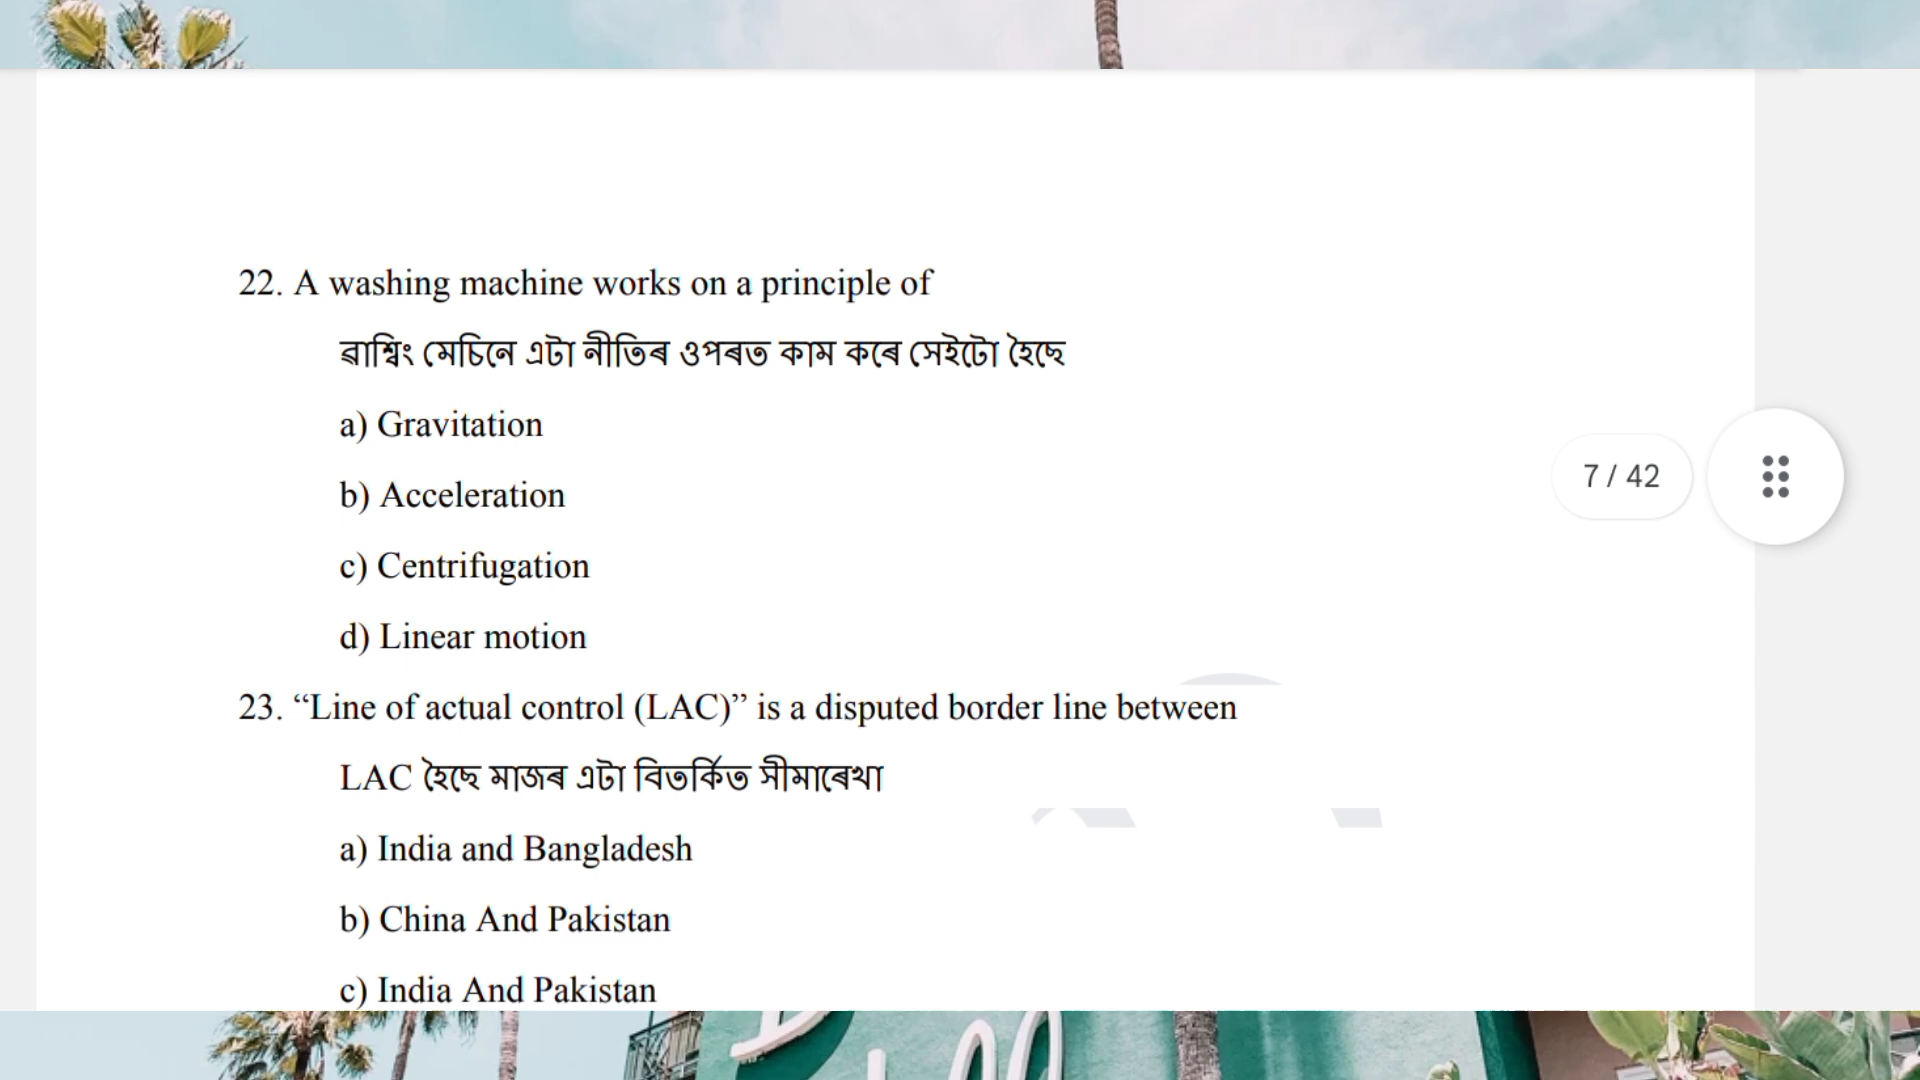 22. A washing machine works on a principle of
ৱাশ্বিং মেচিনে এটা নীতিৰ ওপৰত কাম কৰে সেইটো হৈছে
a) Gravitation
b) Acceleration
7 / 42
c) Centrifugation
d) Linear motion
23. “Line of actual control (LAC)” is a disputed border line between
LAC হৈছে মাজৰ এটা বিতৰ্কিত সীমাৰেখা
a) India and Bangladesh
b) China And Pakistan
c) India And Pakistan